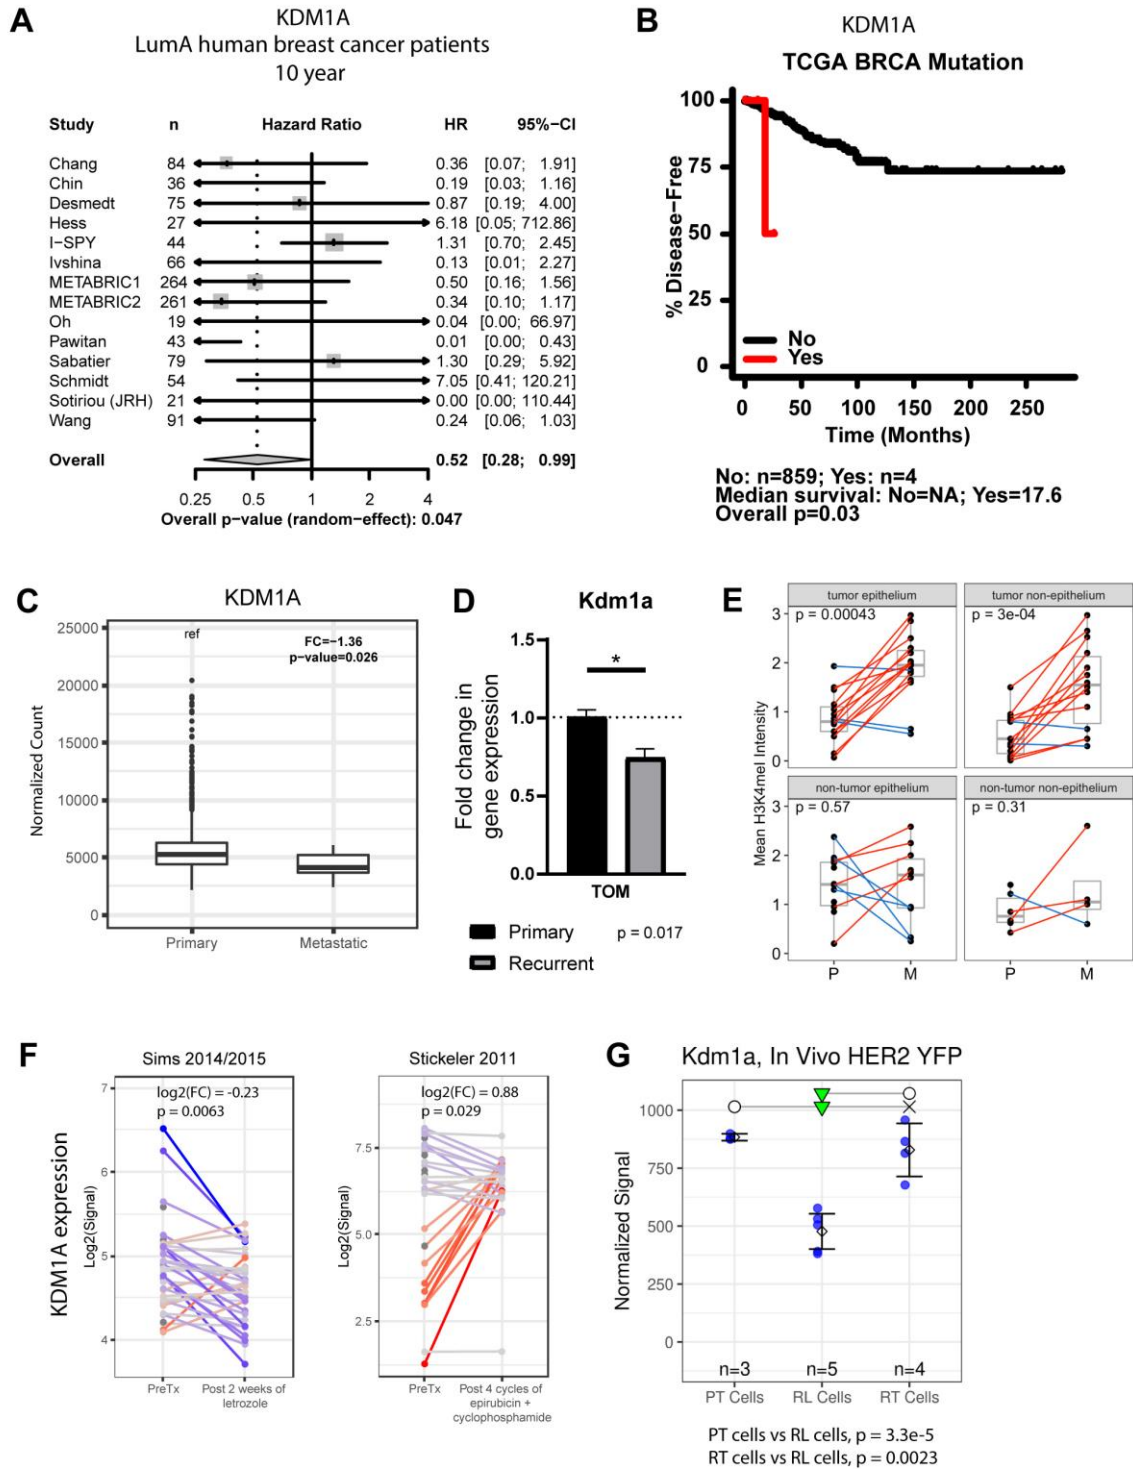 A
KDM1A
LumA human breast cancer patients
10 year
Study n Hazard Ratio HR 95%−CI
Chang 84 0.36 [0.07; 1.91]
Chin 36 0.19 [0.03; 1.16]
Desmedt 75 0.87 [0.19; 4.00]
Hess 27 6.18 [0.05; 712.86]
I−SPY 44 1.31 [0.70; 2.45]
Ivshina 66 0.13 [0.01; 2.27]
METABRIC1 264 0.50 [0.16; 1.56]
METABRIC2 261 0.34 [0.10; 1.17]
Oh 19 0.04 [0.00; 66.97]
Pawitan 43 0.01 [0.00; 0.43]
Sabatier 79 1.30 [0.29; 5.92]
Schmidt 54 7.05 [0.41; 120.21]
Sotiriou (JRH) 21 0.00 [0.00; 110.44]
Wang 91 0.24 [0.06; 1.03]
Overall 0.52 [0.28; 0.99]
0.25 0.5 1 2 4
Overall p-value (random-effect): 0.047
B
KDM1A
TCGA BRCA Mutation
% Disease−Free
100
75
50
25
0
No
Yes
0 50 100 150 200 250
Time (Months)
No: n=859; Yes: n=4
Median survival: No=NA; Yes=17.6
Overall p=0.03
C
KDM1A
Normalized Count
25000
20000
15000
10000
5000
0
ref
FC=−1.36
p−value=0.026
Primary Metastatic
D
Kdm1a
Fold change in
gene expression
1.5
1.0
0.5
0.0
*
TOM
Primary p = 0.017
Recurrent
E
Mean H3K4meI Intensity
tumor epithelium tumor non−epithelium
p = 0.00043 p = 3e−04
3
2
1
0
non−tumor epithelium non−tumor non−epithelium
p = 0.57 p = 0.31
3
2
1
0
P M P M
F
KDM1A expression
Sims 2014/2015
Log2(Signal)
log2(FC) = -0.23
p = 0.0063
7
6
5
4
PreTx Post 2 weeks of
letrozole
Stickeler 2011
Log2(Signal)
log2(FC) = 0.88
p = 0.029
7.5
5.0
2.5
PreTx Post 4 cycles of
epirubicin +
cyclophosphamide
G
Kdm1a, In Vivo HER2 YFP
Normalized Signal
1000
750
500
250
0
n=3 n=5 n=4
PT Cells RL Cells RT Cells
PT cells vs RL cells, p = 3.3e-5
RT cells vs RL cells, p = 0.0023